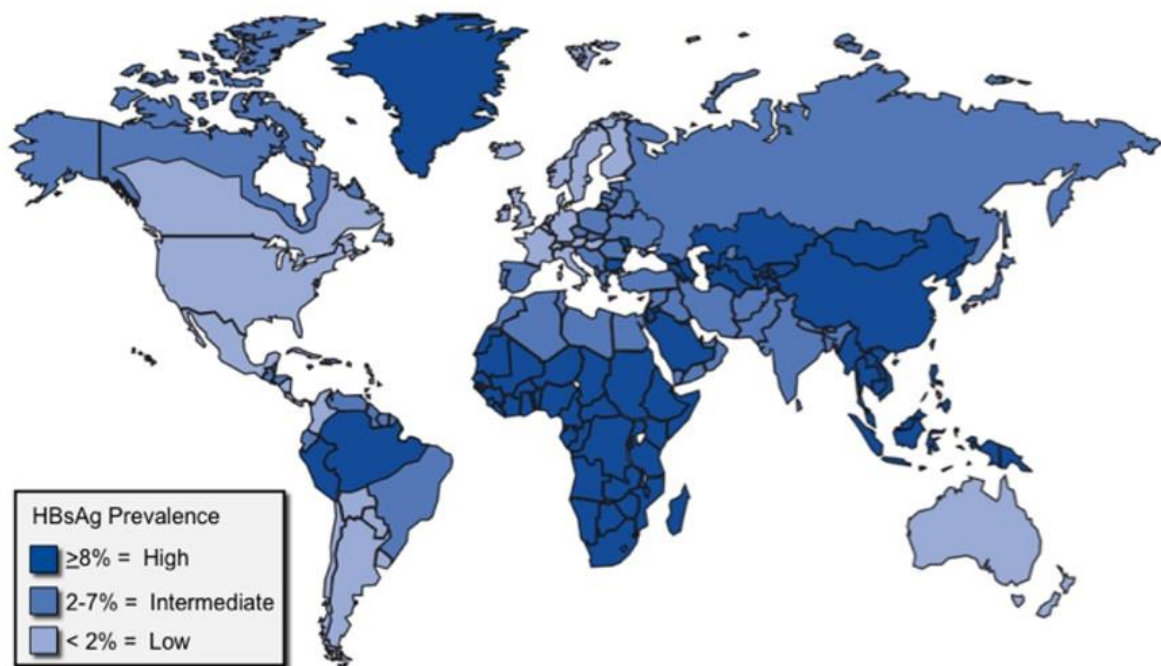 HBsAg Prevalence
≥8% = High
2-7% = Intermediate
< 2% = Low